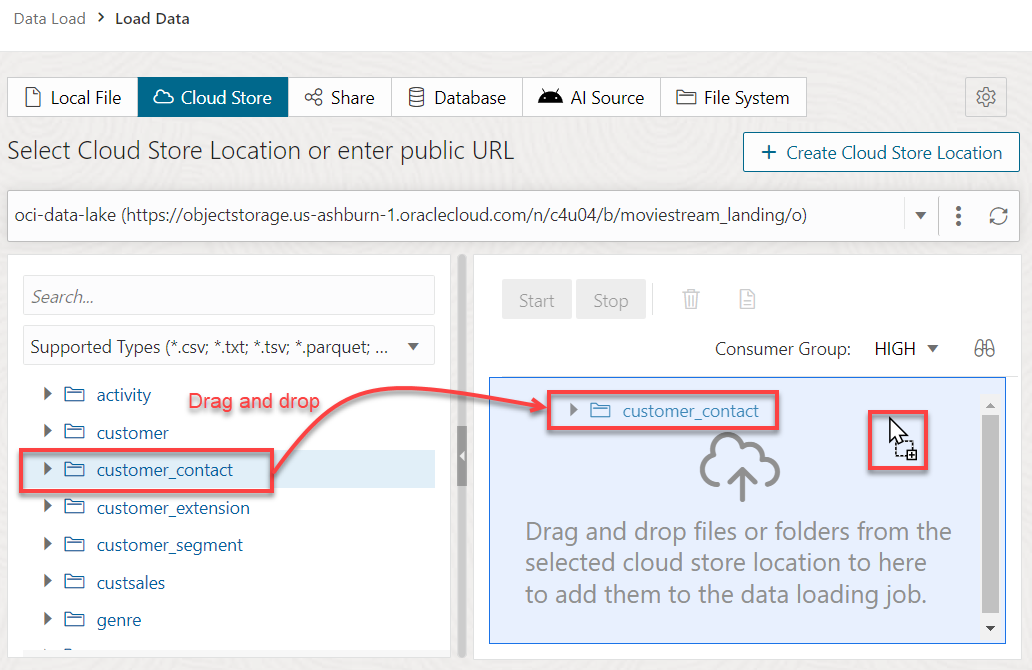 Data Load > Load Data
Local File
Cloud Store
Share
Database
AI Source
File System
Select Cloud Store Location or enter public URL
+ Create Cloud Store Location
oci-data-lake (https://objectstorage.us-ashburn-1.oraclecloud.com/n/c4u04/b/moviestream_landing/o)
Search...
Supported Types (*.csv; *.txt; *.tsv; *.parquet; ...
activity
customer
customer_contact
customer_extension
customer_segment
custsales
genre
Drag and drop
Start
Stop
Consumer Group: HIGH
customer_contact
Drag and drop files or folders from the
selected cloud store location to here
to add them to the data loading job.